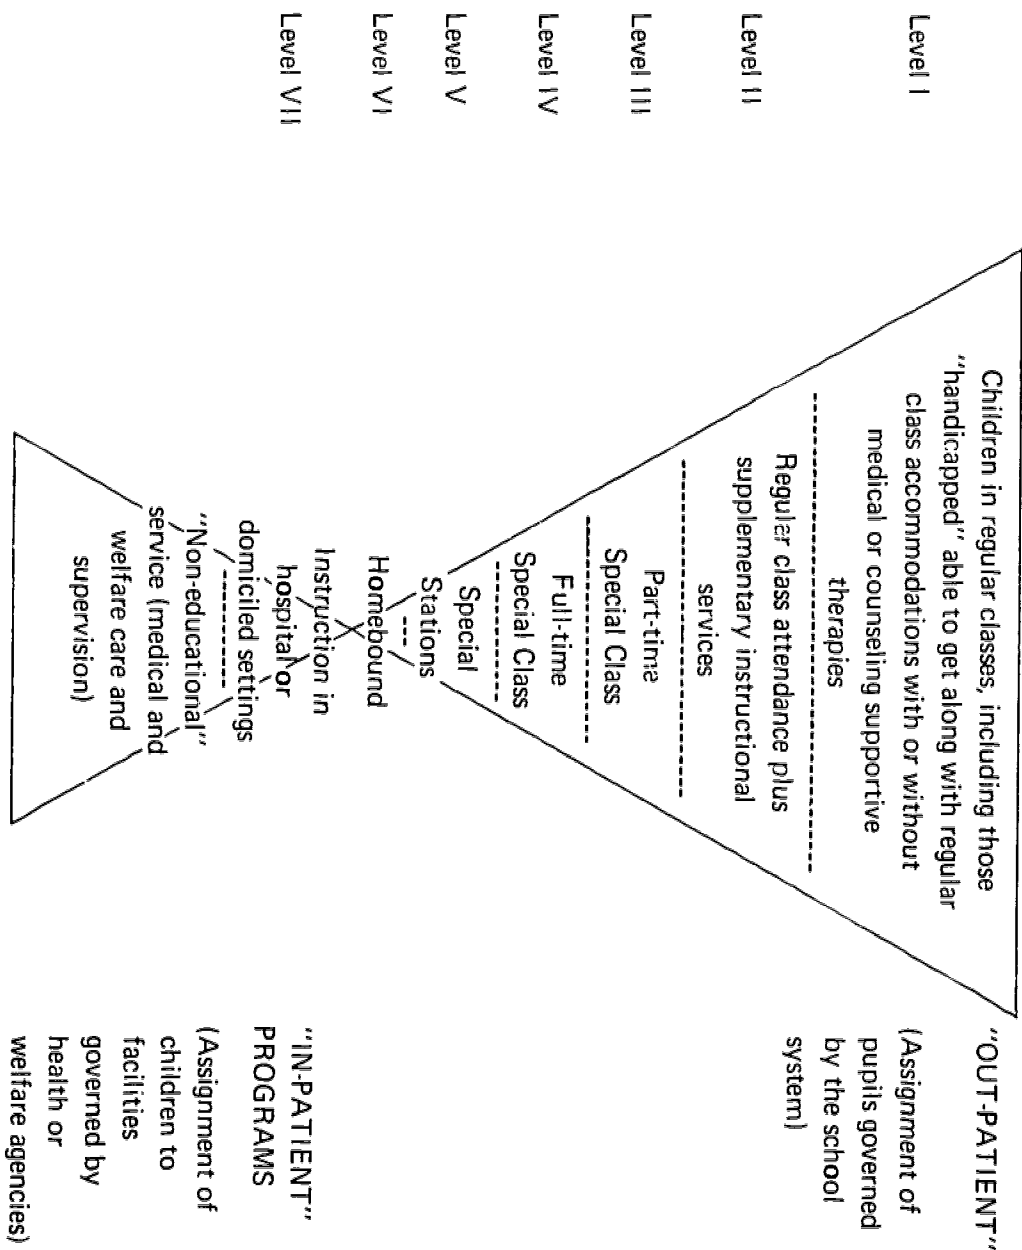 Level I
Level II
Level III
Level IV
Level V
Level VI
Level VII
Children in regular classes, including those
"handicapped" able to get along with regular
class accommodations with or without
medical or counseling supportive
therapies
Regular class attendance plus
supplementary instructional
services
Part-time
Special Class
Full-time
Special Class
Special
Stations
Homebound
Instruction in
hospital or
domiciled settings
"Non-educational"
service (medical and
welfare care and
supervision)
"OUT-PATIENT"
(Assignment of
pupils governed
by the school
system)
"IN-PATIENT"
PROGRAMS
(Assignment of
children to
facilities
governed by
health or
welfare agencies)